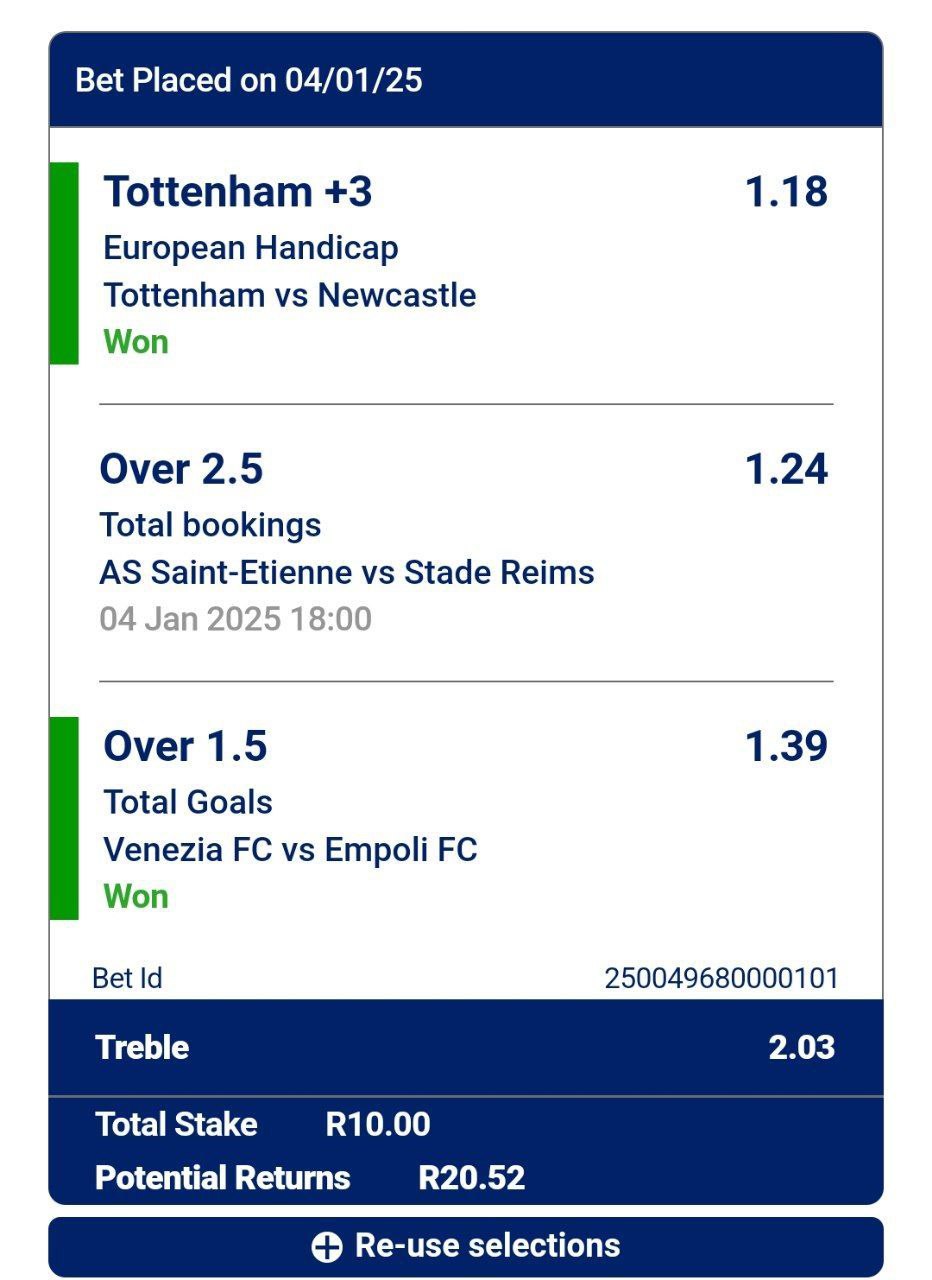 Bet Placed on 04/01/25
Tottenham +3 1.18
European Handicap
Tottenham vs Newcastle
Won
Over 2.5 1.24
Total bookings
AS Saint-Etienne vs Stade Reims
04 Jan 2025 18:00
Over 1.5 1.39
Total Goals
Venezia FC vs Empoli FC
Won
Bet Id 250049680000101
Treble 2.03
Total Stake R10.00
Potential Returns R20.52
Re-use selections